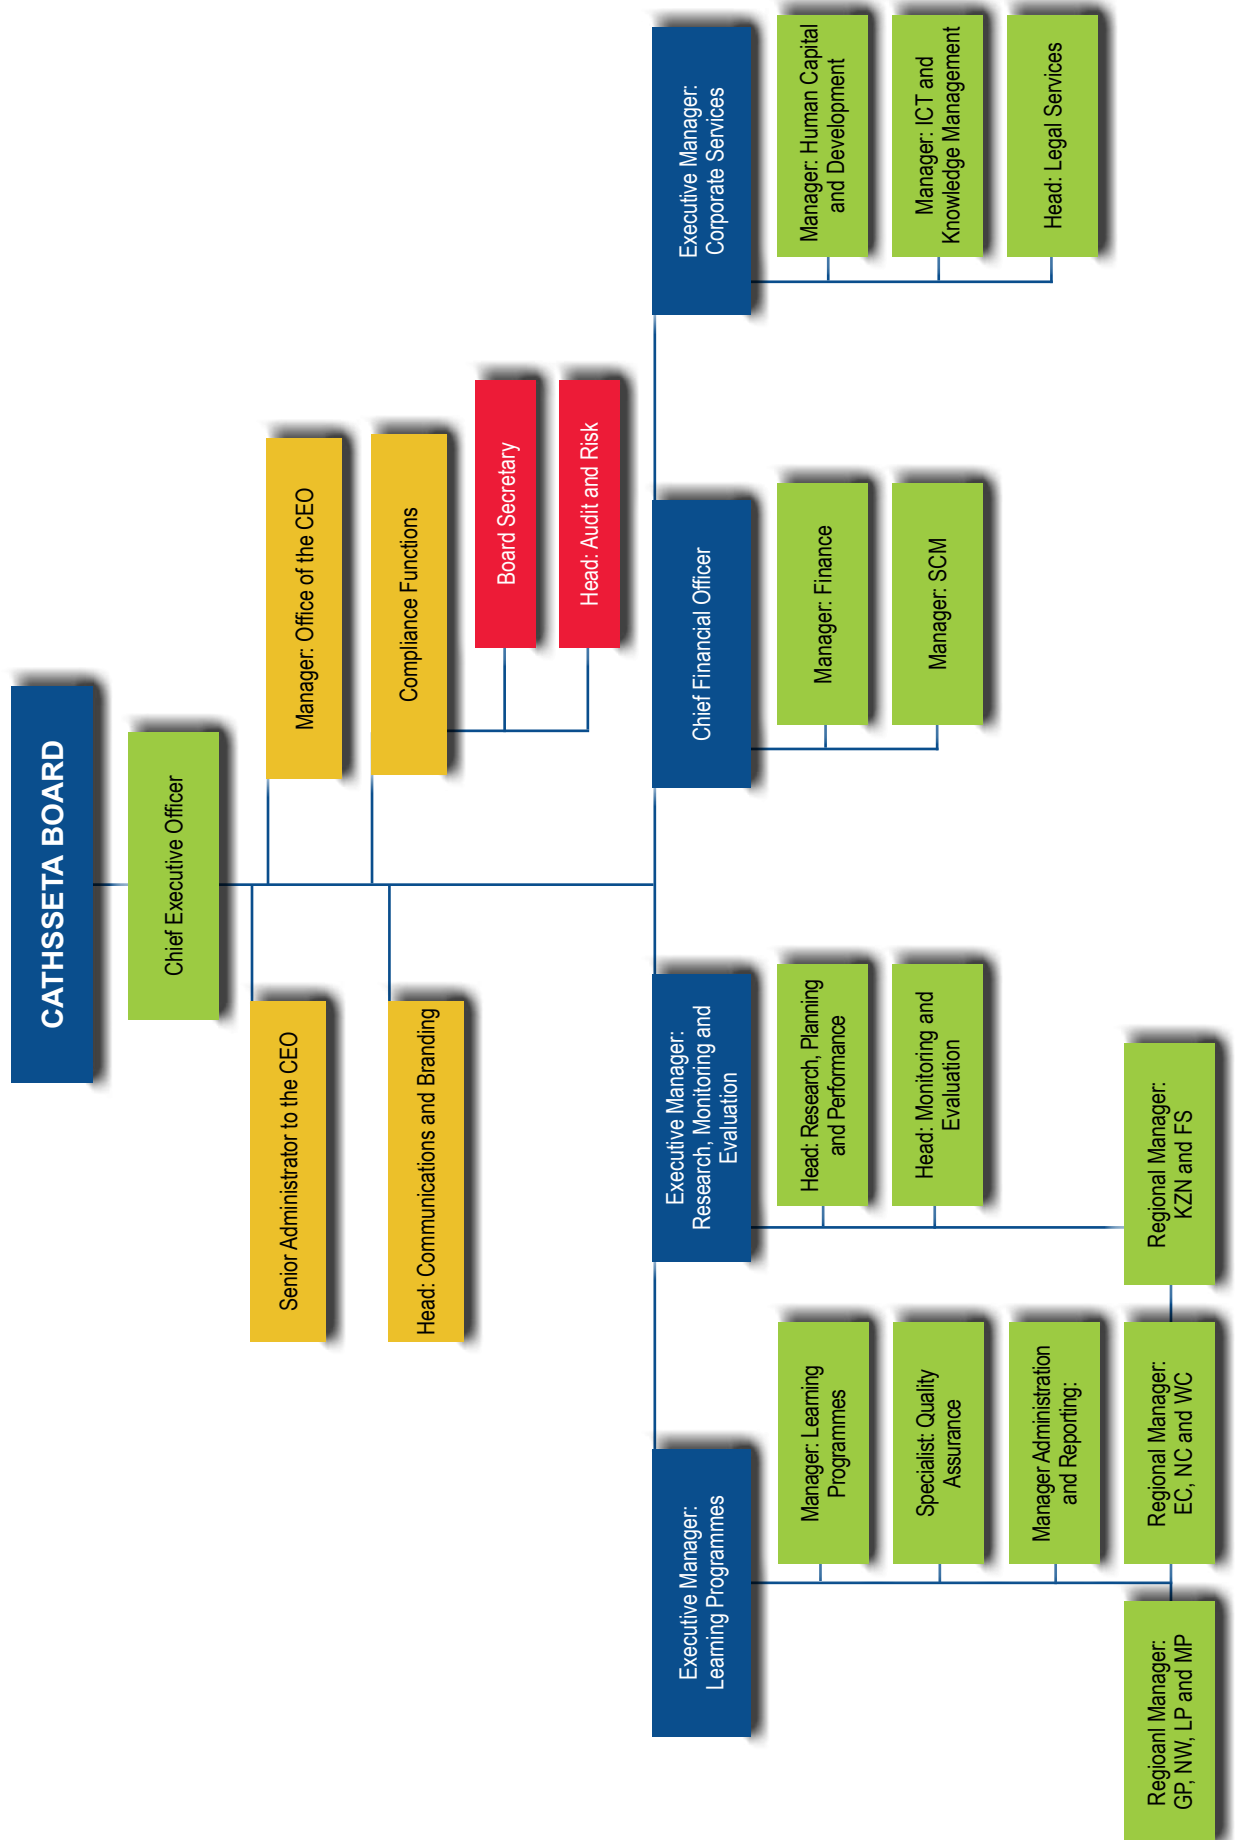 CATHSSETA BOARD
Chief Executive Officer
Senior Administrator to the CEO
Manager: Office of the CEO
Head: Communications and Branding
Compliance Functions
Board Secretary
Head: Audit and Risk
Executive Manager:
Learning Programmes
Manager: Learning
Programmes
Specialist: Quality
Assurance
Manager Administration
and Reporting:
Executive Manager:
Research, Monitoring and
Evaluation
Head: Research, Planning
and Performance
Head: Monitoring and
Evaluation
Regioanl Manager:
GP, NW, LP and MP
Regional Manager:
EC, NC and WC
Regional Manager:
KZN and FS
Chief Financial Officer
Manager: Finance
Manager: SCM
Executive Manager:
Corporate Services
Manager: Human Capital
and Development
Manager: ICT and
Knowledge Management
Head: Legal Services